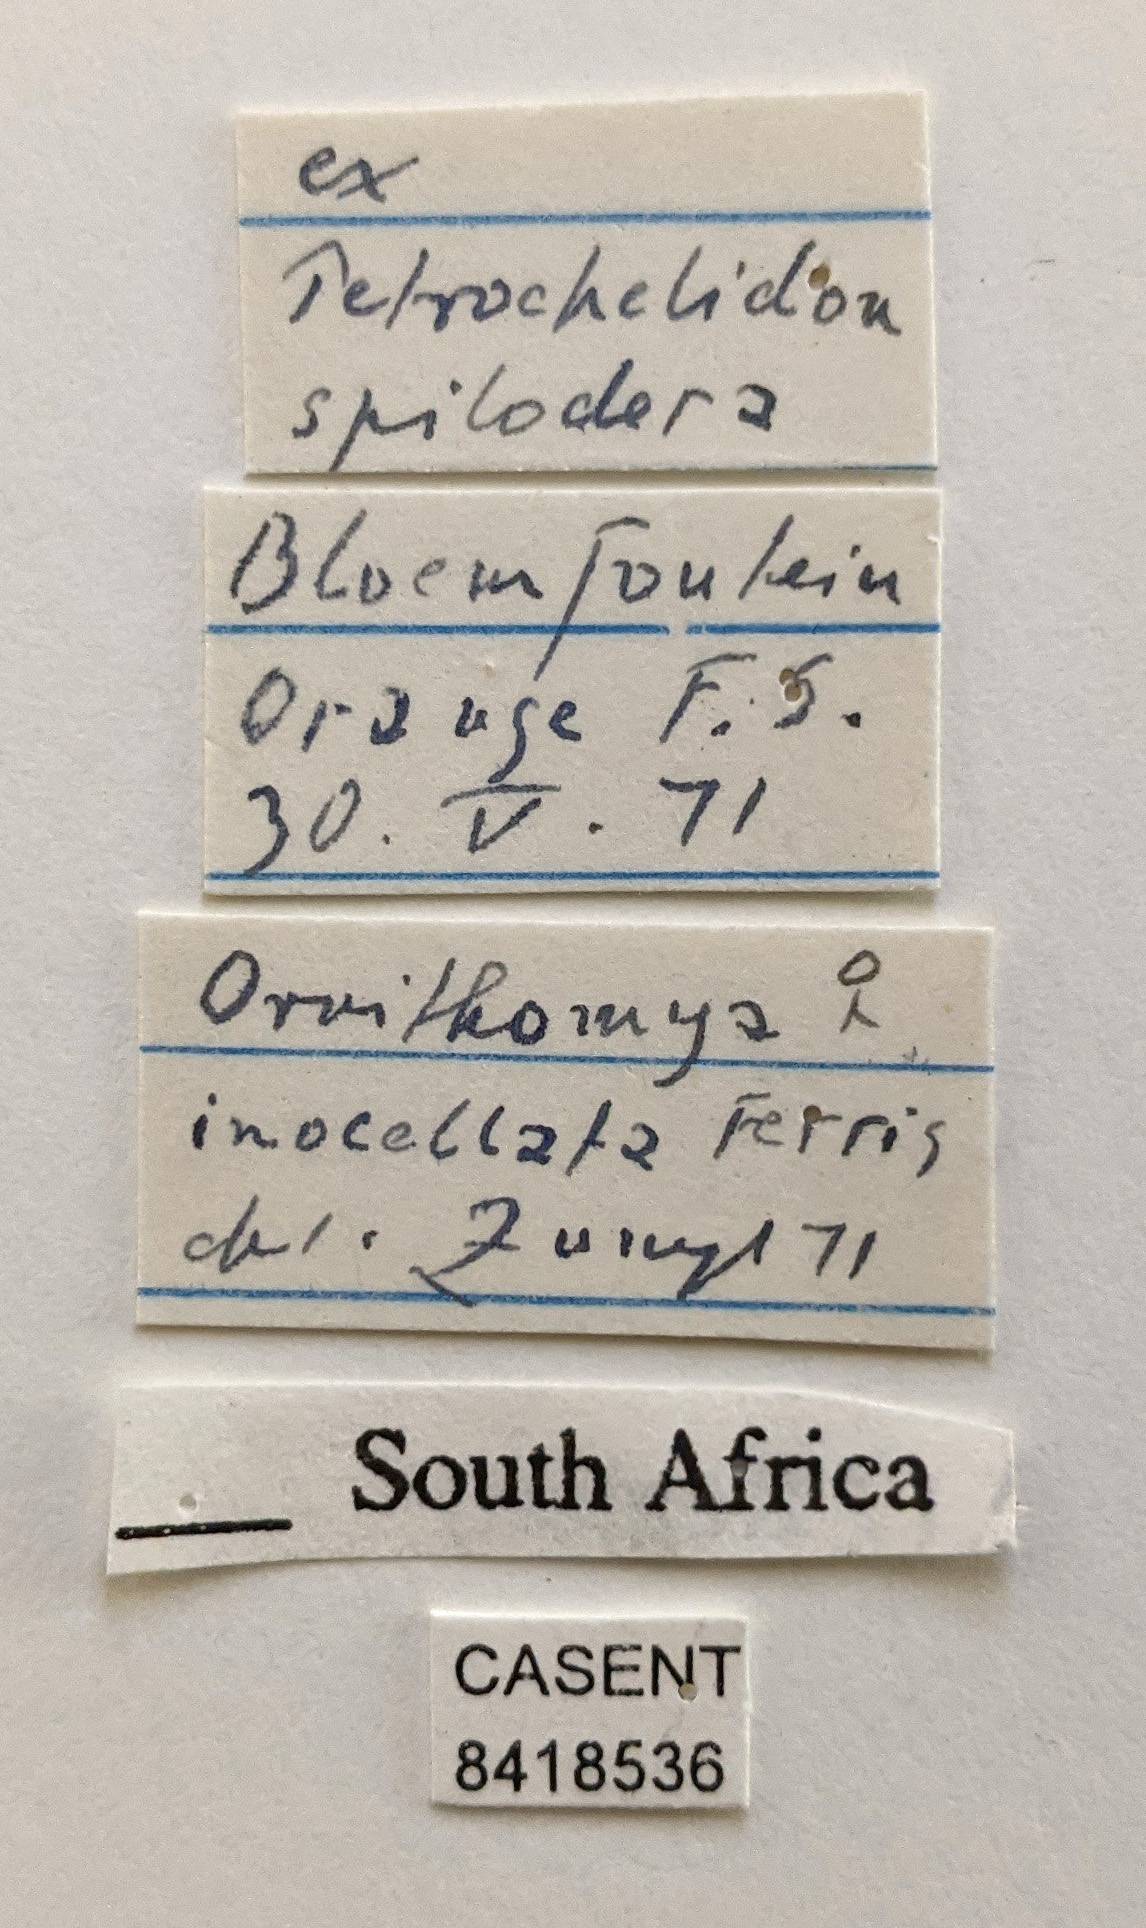 ex
Petrochelidon
spilodera
Bloemfontein
Orange F.S.
30. V. 71
Ornithomya ♀
inocellata Ferris
det. Zumpt 71
South Africa
CASENT
8418536